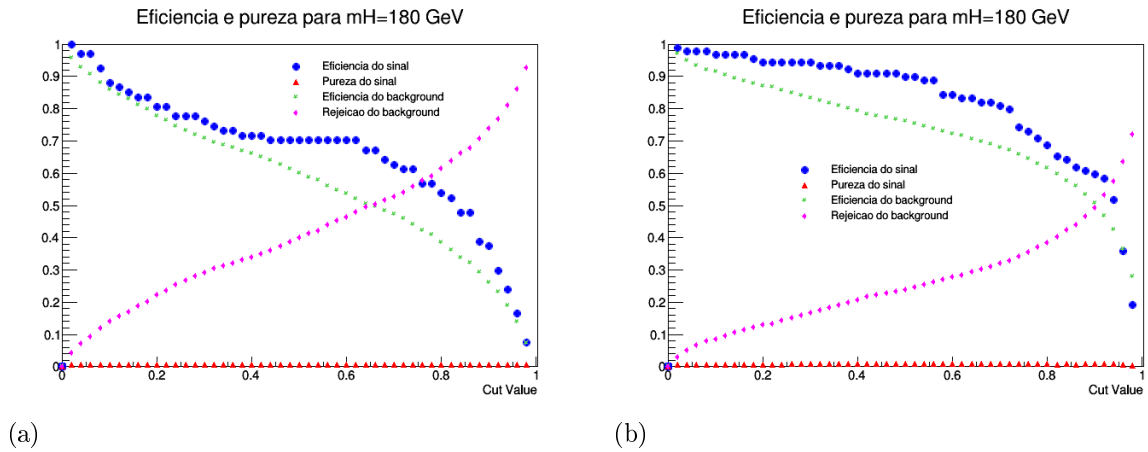 Eficiencia e pureza para mH=180 GeV
1
0.9
0.8
0.7
0.6
0.5
0.4
0.3
0.2
0.1
0
Eficiencia do sinal
Pureza do sinal
Eficiencia do background
Rejeicao do background
0 0.2 0.4 0.6 0.8 1
Cut Value
(a)
Eficiencia e pureza para mH=180 GeV
1
0.9
0.8
0.7
0.6
0.5
0.4
0.3
0.2
0.1
0
Eficiencia do sinal
Pureza do sinal
Eficiencia do background
Rejeicao do background
0 0.2 0.4 0.6 0.8 1
Cut Value
(b)